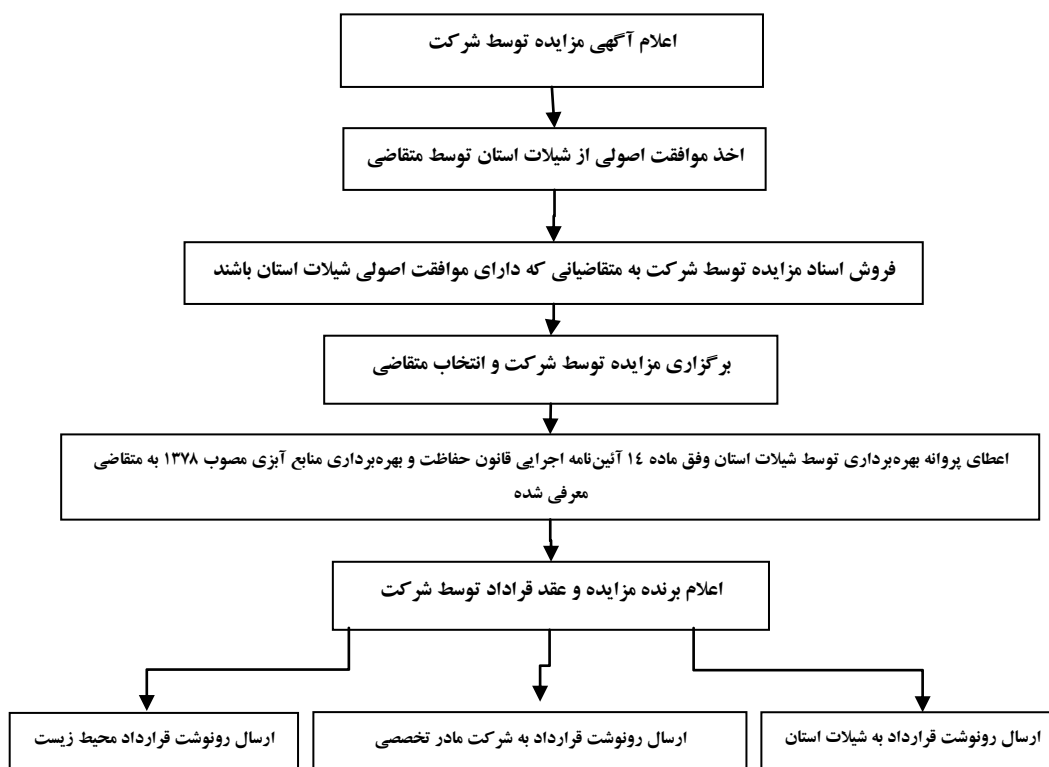 اعلام آگهی مزایده توسط شرکت
اخذ موافقت اصولی از شیلات استان توسط متقاضی
فروش اسناد مزایده توسط شرکت به متقاضیانی که دارای موافقت اصولی شیلات استان باشند
برگزاری مزایده توسط شرکت و انتخاب متقاضی
اعطای پروانه بهره‌برداری توسط شیلات استان وفق ماده ۱٤ آئین‌نامه اجرایی قانون حفاظت و بهره‌برداری منابع آبزی مصوب ۱۳۷۸ به متقاضی
معرفی شده
اعلام برنده مزایده و عقد قراداد توسط شرکت
ارسال رونوشت قرارداد به شیلات استان
ارسال رونوشت قرارداد به شرکت مادر تخصصی
ارسال رونوشت قرارداد محیط زیست